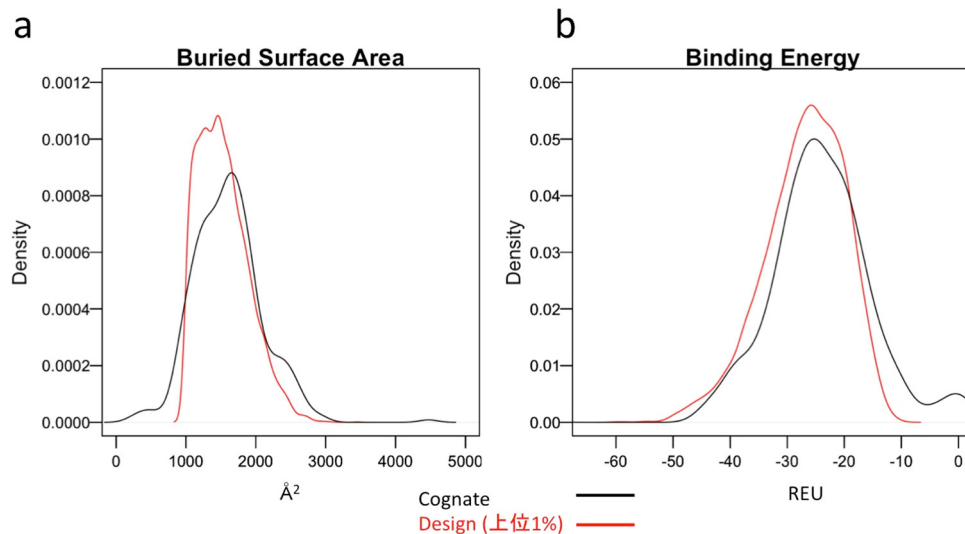 a
Buried Surface Area
0.0012
0.0010
0.0008
0.0006
0.0004
0.0002
0.0000
Density
0 1000 2000 3000 4000 5000
Å²
b
Binding Energy
0.06
0.05
0.04
0.03
0.02
0.01
0.00
Density
-60 -50 -40 -30 -20 -10 0
REU
Cognate
Design (上位1%)